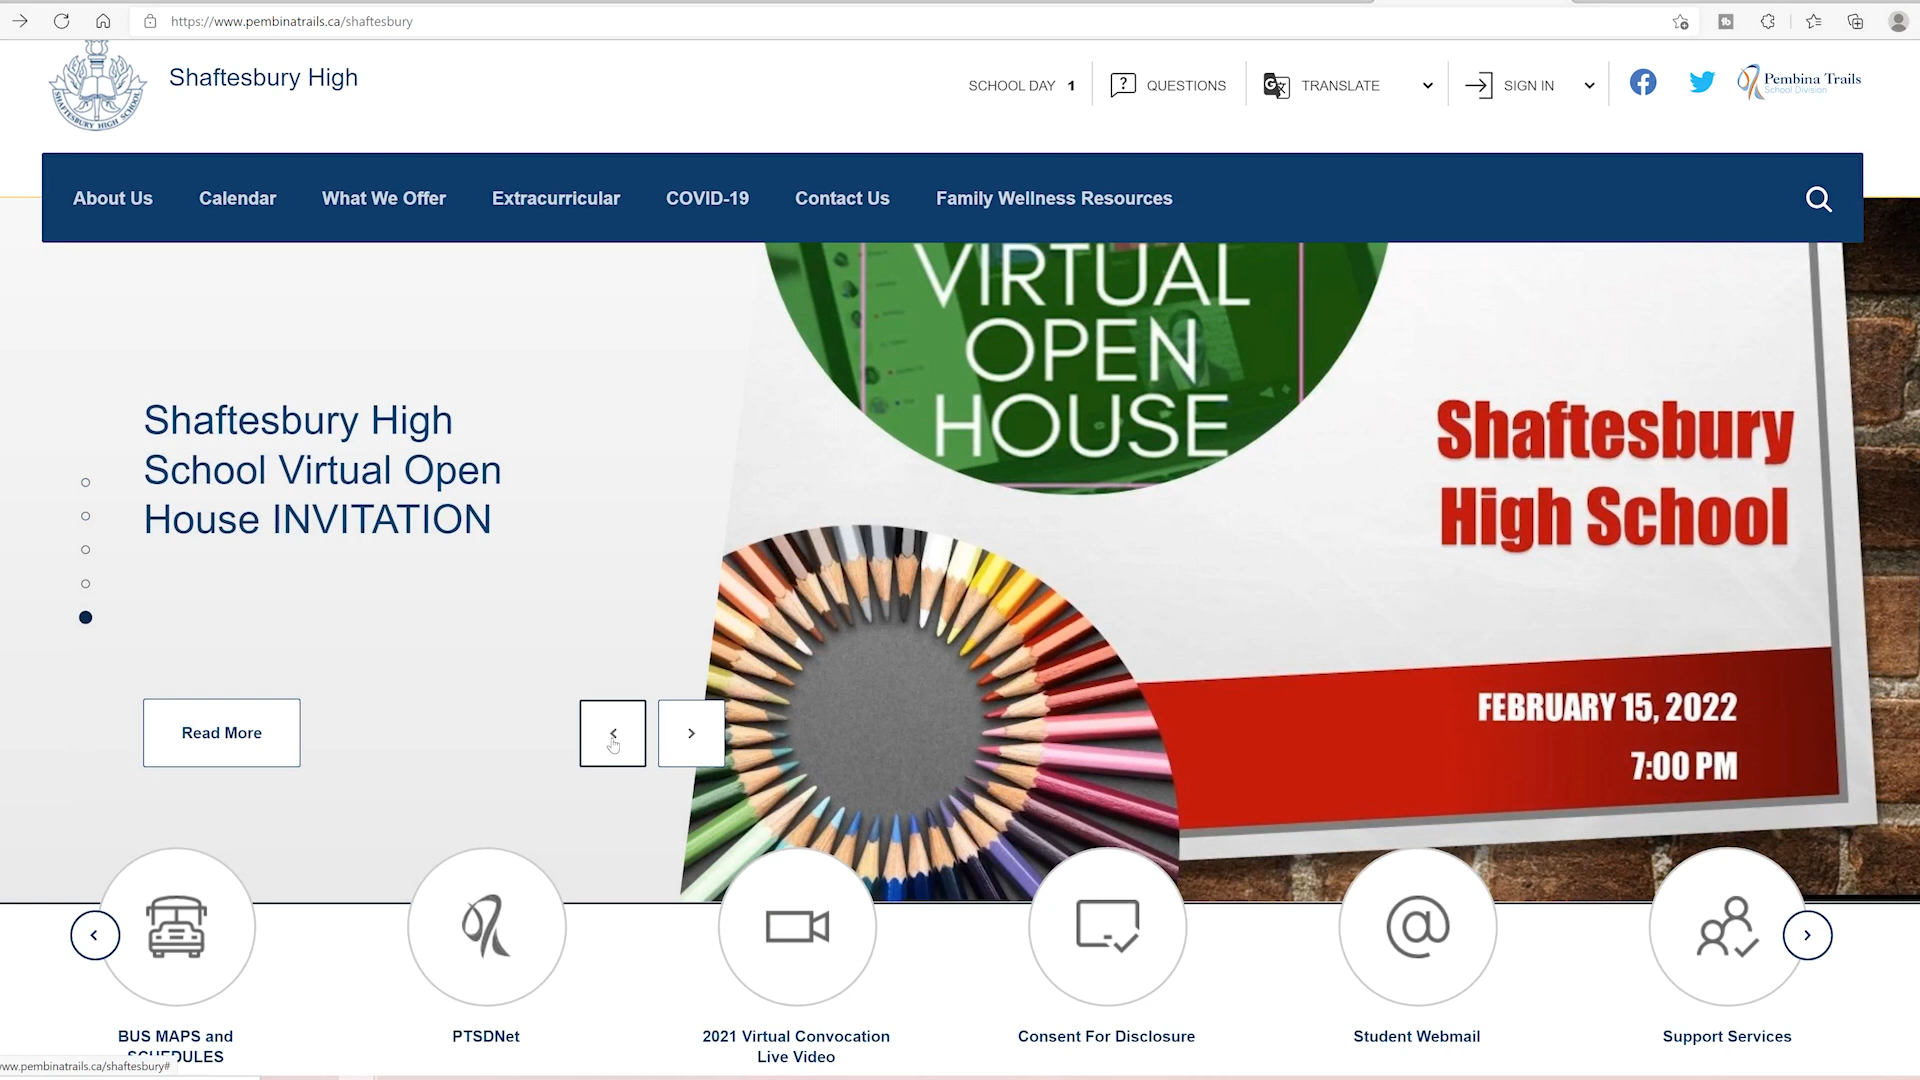 https://www.pembinatrails.ca/shaftesbury
SHAFTESBURY HIGH SCHOOL
Shaftesbury High
SCHOOL DAY 1
QUESTIONS
TRANSLATE
SIGN IN
Pembina Trails
School Division
About Us
Calendar
What We Offer
Extracurricular
COVID-19
Contact Us
Family Wellness Resources
Shaftesbury High
School Virtual Open
House INVITATION
VIRTUAL
OPEN
HOUSE
Shaftesbury
High School
FEBRUARY 15, 2022
7:00 PM
Read More
BUS MAPS and
SCHEDULES
PTSDNet
2021 Virtual Convocation
Live Video
Consent For Disclosure
Student Webmail
Support Services
www.pembinatrails.ca/shaftesbury#